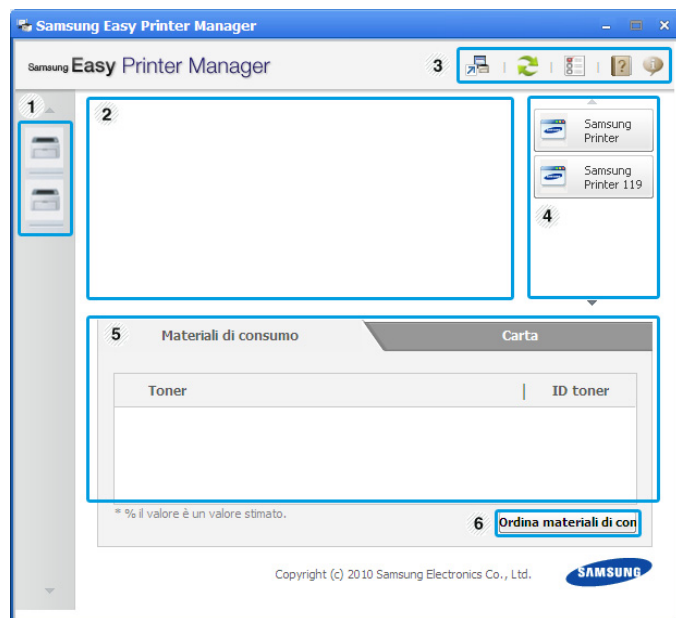 Samsung Easy Printer Manager
Samsung Easy Printer Manager
3
1
2
Samsung
Printer
Samsung
Printer 119
4
5
Materiali di consumo
Carta
Toner
ID toner
* % il valore è un valore stimato.
6
Ordina materiali di con
Copyright (c) 2010 Samsung Electronics Co., Ltd.
SAMSUNG